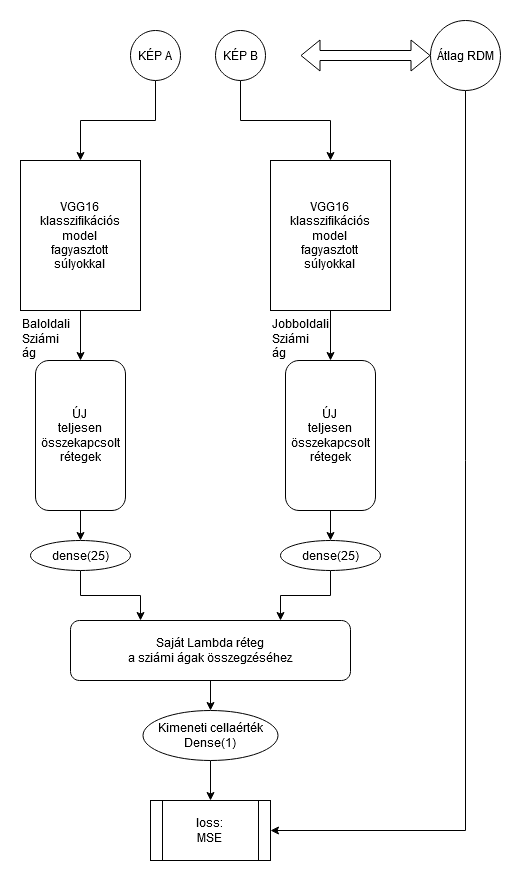 KÉP A
KÉP B
Átlag RDM
VGG16
klasszifikációs
model
fagyasztott
súlyokkal
VGG16
klasszifikációs
model
fagyasztott
súlyokkal
Baloldali
Sziámi
ág
Jobboldali
Sziámi
ág
ÚJ
teljesen
összekapcsolt
rétegek
ÚJ
teljesen
összekapcsolt
rétegek
dense(25)
dense(25)
Saját Lambda réteg
a sziámi ágak összegzéséhez
Kimeneti cellaérték
Dense(1)
loss:
MSE